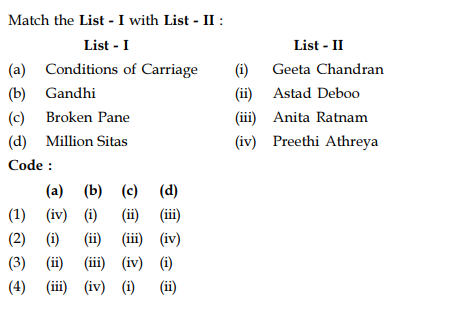 Match the List - I with List - II :
List - I List - II
(a) Conditions of Carriage (i) Geeta Chandran
(b) Gandhi (ii) Astad Deboo
(c) Broken Pane (iii) Anita Ratnam
(d) Million Sitas (iv) Preethi Athreya
Code :
(a) (b) (c) (d)
(1) (iv) (i) (ii) (iii)
(2) (i) (ii) (iii) (iv)
(3) (ii) (iii) (iv) (i)
(4) (iii) (iv) (i) (ii)